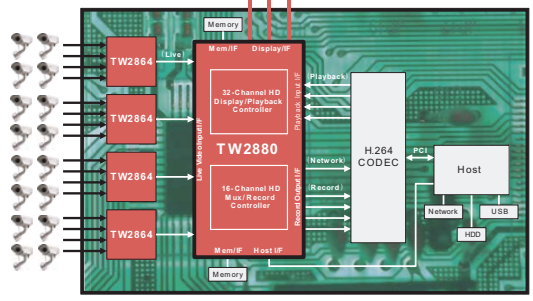 Memory
Mem/IF Display/IF
TW2864
(Live)
32-Channel HD
Display/Playback
Controller
Playback Input I/F
(Playback)
TW2864
Live Video Input I/F
TW2880
H.264
CODEC
PCI
Host
TW2864
(Network)
16-Channel HD
Mux/Record
Controller
Record Output I/F
(Record)
Network
USB
HDD
TW2864
Mem/IF Host I/F
Memory